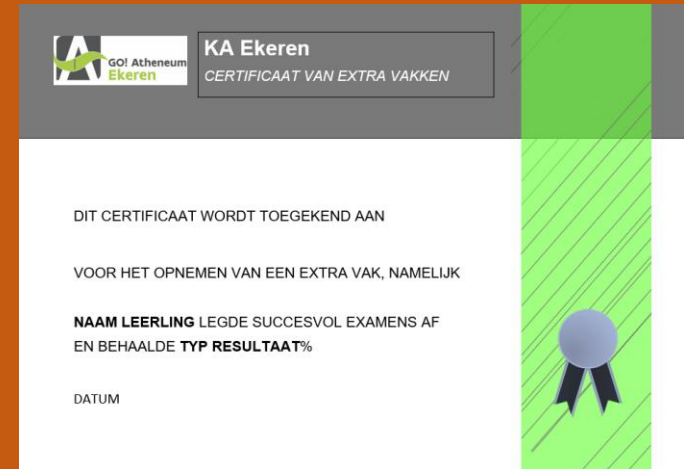 GO! Atheneum
Ekeren
KA Ekeren
CERTIFICAAT VAN EXTRA VAKKEN
DIT CERTIFICAAT WORDT TOEGEKEND AAN
VOOR HET OPNEMEN VAN EEN EXTRA VAK, NAMELIJK
NAAM LEERLING LEGDE SUCCESVOL EXAMENS AF
EN BEHAALDE TYP RESULTAAT%
DATUM